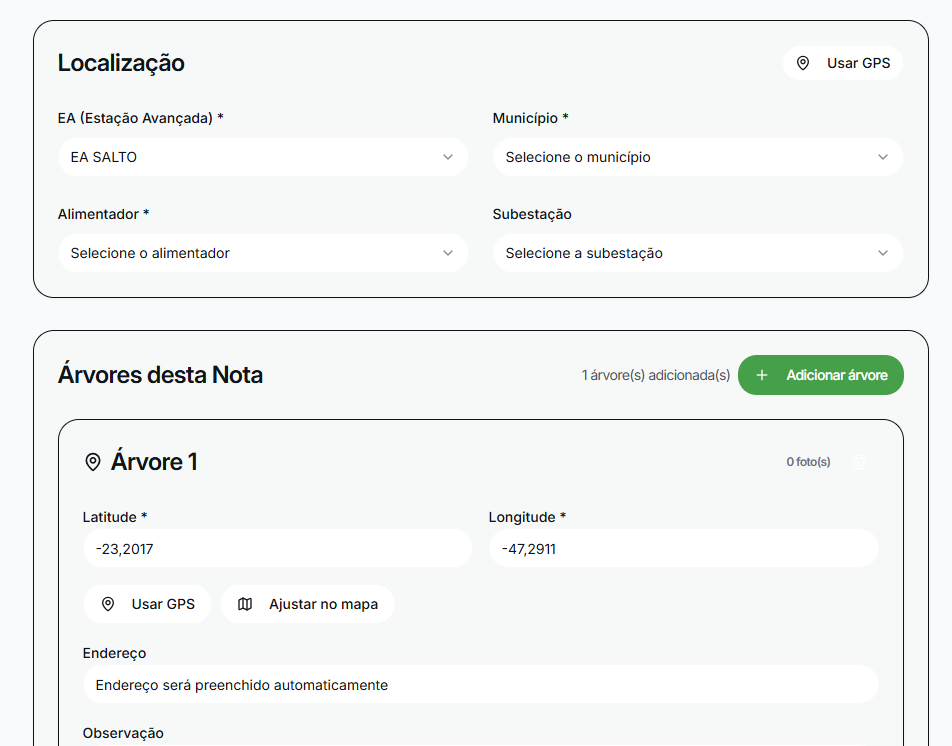 Localização
Usar GPS
EA (Estação Avançada) *
Município *
EA SALTO
Selecione o município
Alimentador *
Subestação
Selecione o alimentador
Selecione a subestação
Árvores desta Nota
1 árvore(s) adicionada(s)
+ Adicionar árvore
Árvore 1
0 foto(s)
Latitude *
Longitude *
-23,2017
-47,2911
Usar GPS
Ajustar no mapa
Endereço
Endereço será preenchido automaticamente
Observação